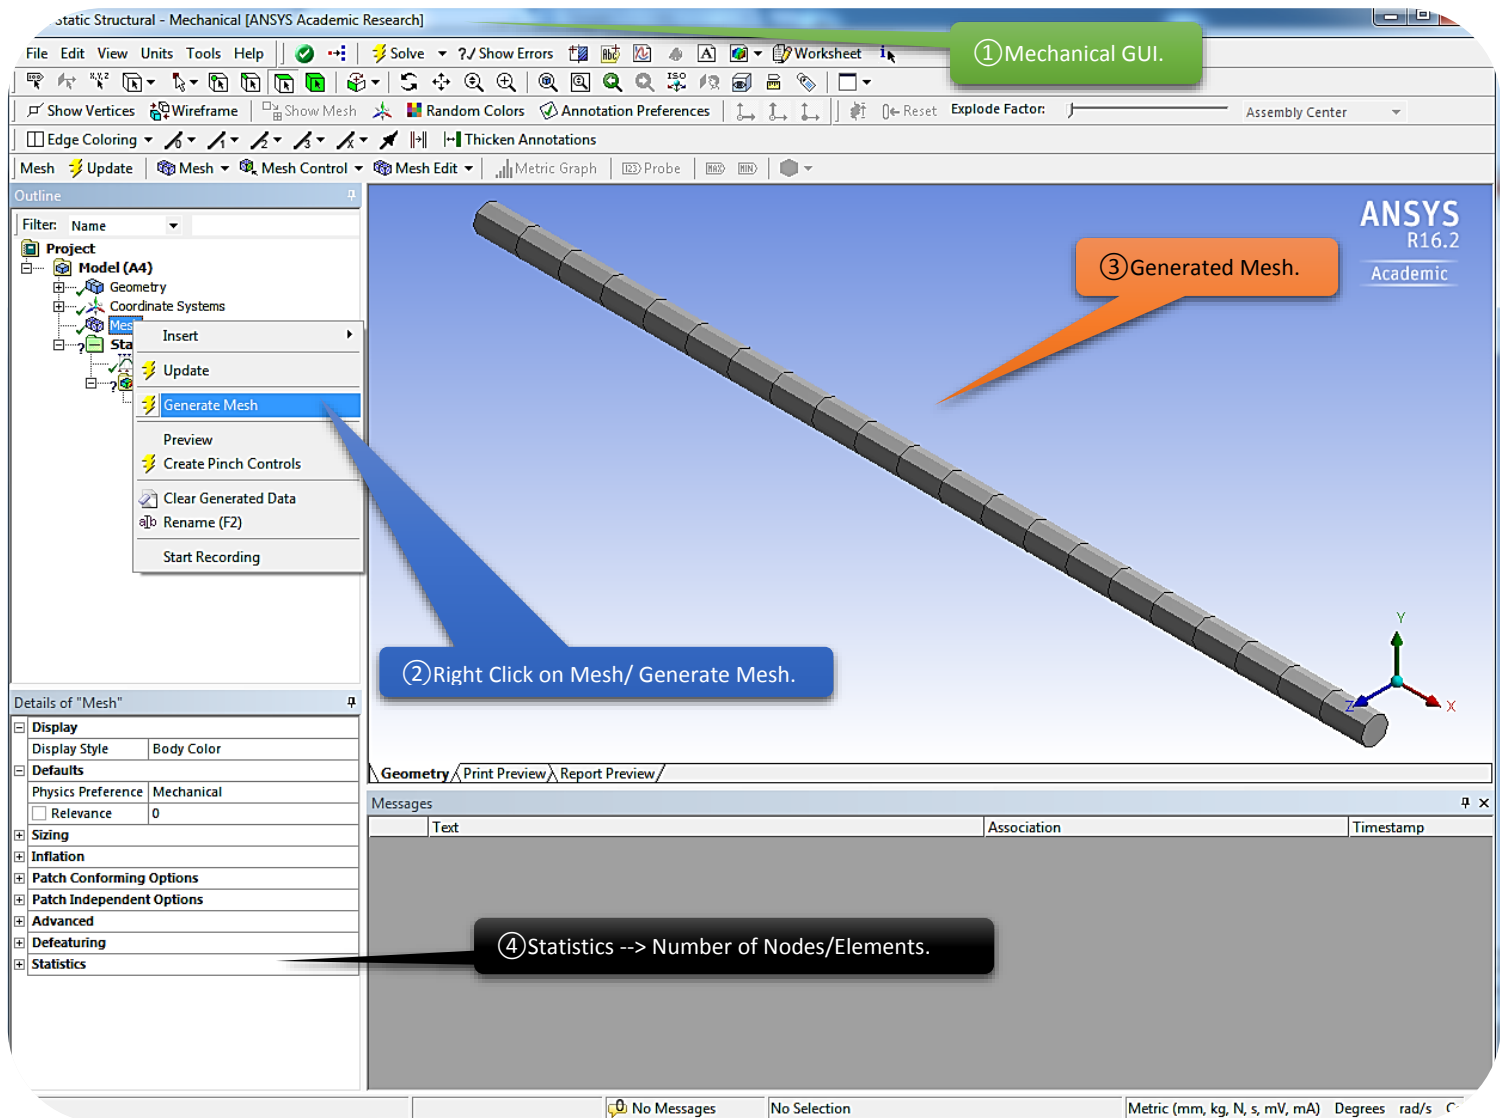 Static Structural - Mechanical [ANSYS Academic Research]
①Mechanical GUI.
File Edit View Units Tools Help Solve ?✓ Show Errors Worksheet
Show Vertices Wireframe Show Mesh Random Colors Annotation Preferences Reset Explode Factor: Assembly Center
Edge Coloring Thicken Annotations
Mesh Update Mesh Mesh Control Mesh Edit Metric Graph Probe MAX MIN
Outline
Filter: Name
Project
Model (A4)
Geometry
Coordinate Systems
Mes
Sta
Insert
Update
Generate Mesh
Preview
Create Pinch Controls
Clear Generated Data
Rename (F2)
Start Recording
ANSYS
R16.2
Academic
③Generated Mesh.
②Right Click on Mesh/ Generate Mesh.
Y
Z
X
Details of "Mesh"
Display
Display Style Body Color
Defaults
Physics Preference Mechanical
Relevance 0
Sizing
Inflation
Patch Conforming Options
Patch Independent Options
Advanced
Defeaturing
Statistics
Geometry Print Preview Report Preview
Messages
Text Association Timestamp
④Statistics --> Number of Nodes/Elements.
No Messages No Selection Metric (mm, kg, N, s, mV, mA) Degrees rad/s